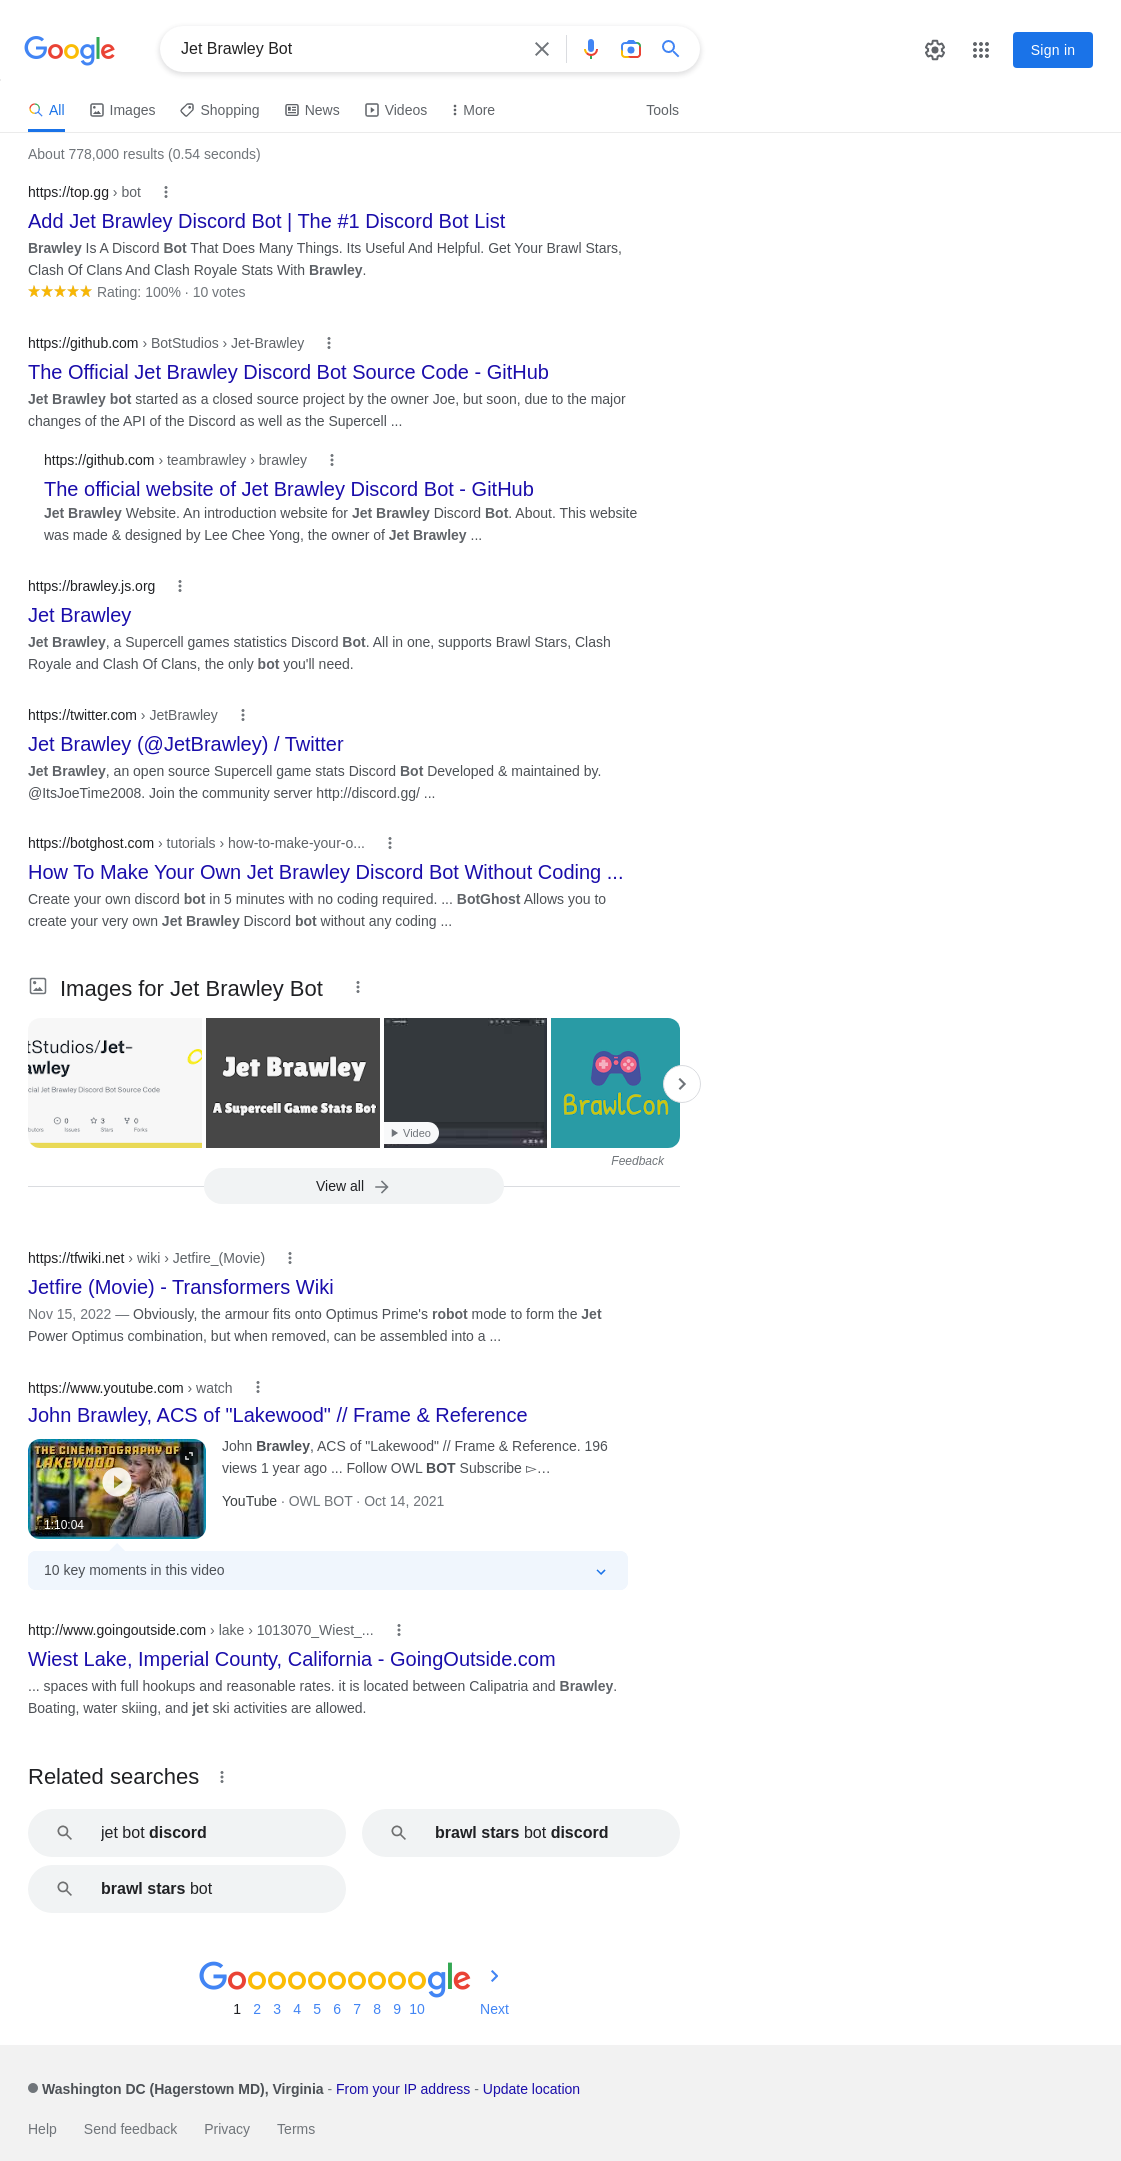 Google
Jet Brawley Bot
Sign in
All Images Shopping News Videos More Tools
About 778,000 results (0.54 seconds)
https://top.gg › bot
Add Jet Brawley Discord Bot | The #1 Discord Bot List
Brawley Is A Discord Bot That Does Many Things. Its Useful And Helpful. Get Your Brawl Stars,
Clash Of Clans And Clash Royale Stats With Brawley.
Rating: 100% · 10 votes
https://github.com › BotStudios › Jet-Brawley
The Official Jet Brawley Discord Bot Source Code - GitHub
Jet Brawley bot started as a closed source project by the owner Joe, but soon, due to the major
changes of the API of the Discord as well as the Supercell ...
https://github.com › teambrawley › brawley
The official website of Jet Brawley Discord Bot - GitHub
Jet Brawley Website. An introduction website for Jet Brawley Discord Bot. About. This website
was made & designed by Lee Chee Yong, the owner of Jet Brawley ...
https://brawley.js.org
Jet Brawley
Jet Brawley, a Supercell games statistics Discord Bot. All in one, supports Brawl Stars, Clash
Royale and Clash Of Clans, the only bot you'll need.
https://twitter.com › JetBrawley
Jet Brawley (@JetBrawley) / Twitter
Jet Brawley, an open source Supercell game stats Discord Bot Developed & maintained by.
@ItsJoeTime2008. Join the community server http://discord.gg/ ...
https://botghost.com › tutorials › how-to-make-your-o...
How To Make Your Own Jet Brawley Discord Bot Without Coding ...
Create your own discord bot in 5 minutes with no coding required. ... BotGhost Allows you to
create your very own Jet Brawley Discord bot without any coding ...
Images for Jet Brawley Bot
tStudios/Jet-
awley
cial Jet Brawley Discord Bot Source Code
0 3 0
butors Issues Stars Forks
Jet Brawley
A Supercell Game Stats Bot
Video
BrawlCon
Feedback
View all
https://tfwiki.net › wiki › Jetfire_(Movie)
Jetfire (Movie) - Transformers Wiki
Nov 15, 2022 — Obviously, the armour fits onto Optimus Prime's robot mode to form the Jet
Power Optimus combination, but when removed, can be assembled into a ...
https://www.youtube.com › watch
John Brawley, ACS of "Lakewood" // Frame & Reference
THE CINEMATOGRAPHY OF
LAKEWOOD
1:10:04
John Brawley, ACS of "Lakewood" // Frame & Reference. 196
views 1 year ago ... Follow OWL BOT Subscribe ▻…
YouTube · OWL BOT · Oct 14, 2021
10 key moments in this video
http://www.goingoutside.com › lake › 1013070_Wiest_...
Wiest Lake, Imperial County, California - GoingOutside.com
... spaces with full hookups and reasonable rates. it is located between Calipatria and Brawley.
Boating, water skiing, and jet ski activities are allowed.
Related searches
jet bot discord
brawl stars bot discord
brawl stars bot
Goooooooooogle
1 2 3 4 5 6 7 8 9 10 Next
Washington DC (Hagerstown MD), Virginia - From your IP address - Update location
Help Send feedback Privacy Terms